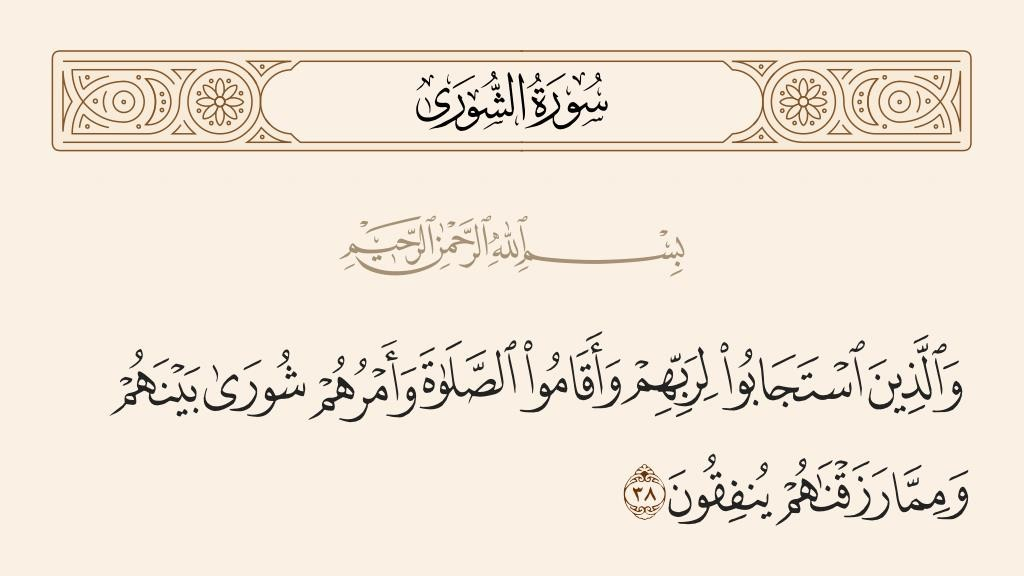 سُورَةُ الشُّورَىٰ
بِسْمِ ٱللَّهِ ٱلرَّحْمَٰنِ ٱلرَّحِيمِ
وَٱلَّذِينَ ٱسْتَجَابُوا۟ لِرَبِّهِمْ وَأَقَامُوا۟ ٱلصَّلَوٰةَ وَأَمْرُهُمْ شُورَىٰ بَيْنَهُمْ
وَمِمَّا رَزَقْنَٰهُمْ يُنفِقُونَ ٣٨